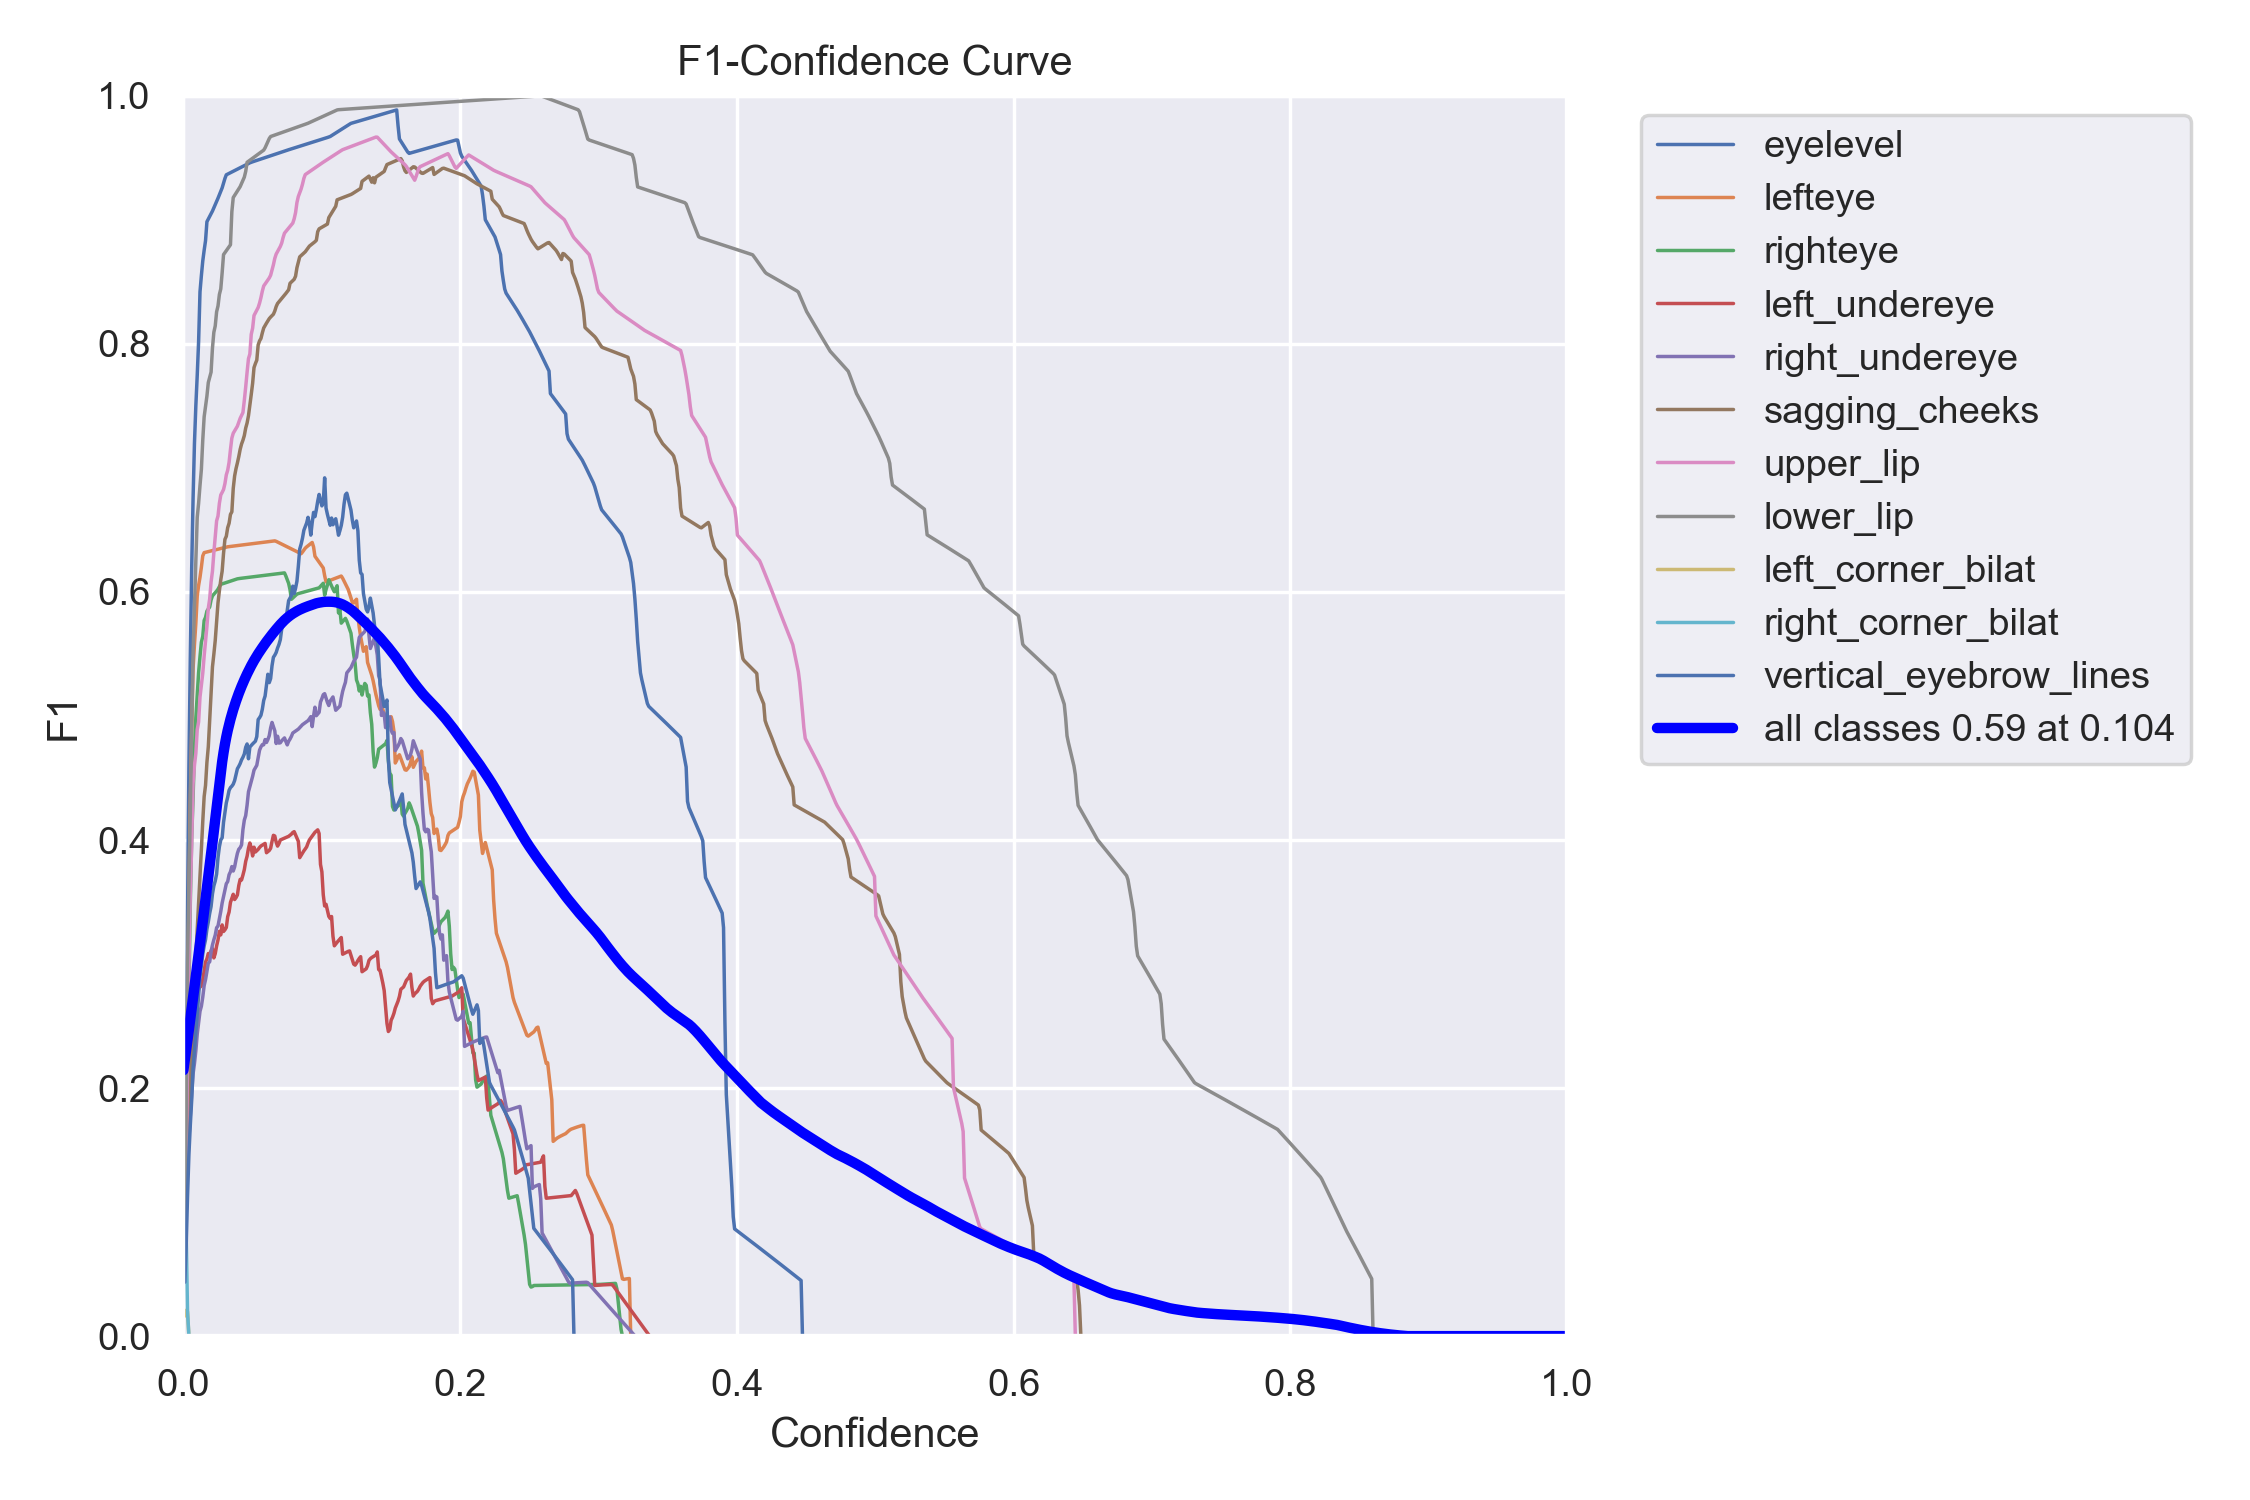 F1-Confidence Curve
1.0
0.8
0.6
0.4
0.2
0.0
F1
0.0 0.2 0.4 0.6 0.8 1.0
Confidence
eyelevel
lefteye
righteye
left_undereye
right_undereye
sagging_cheeks
upper_lip
lower_lip
left_corner_bilat
right_corner_bilat
vertical_eyebrow_lines
all classes 0.59 at 0.104